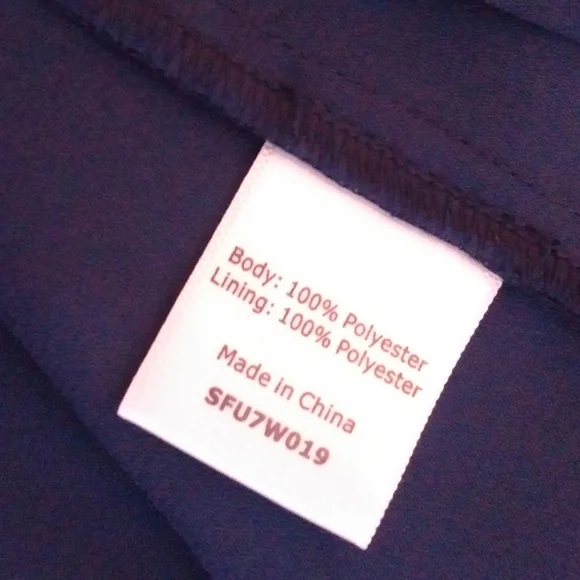 Body: 100% Polyester
Lining: 100% Polyester
Made in China
SFU7W019